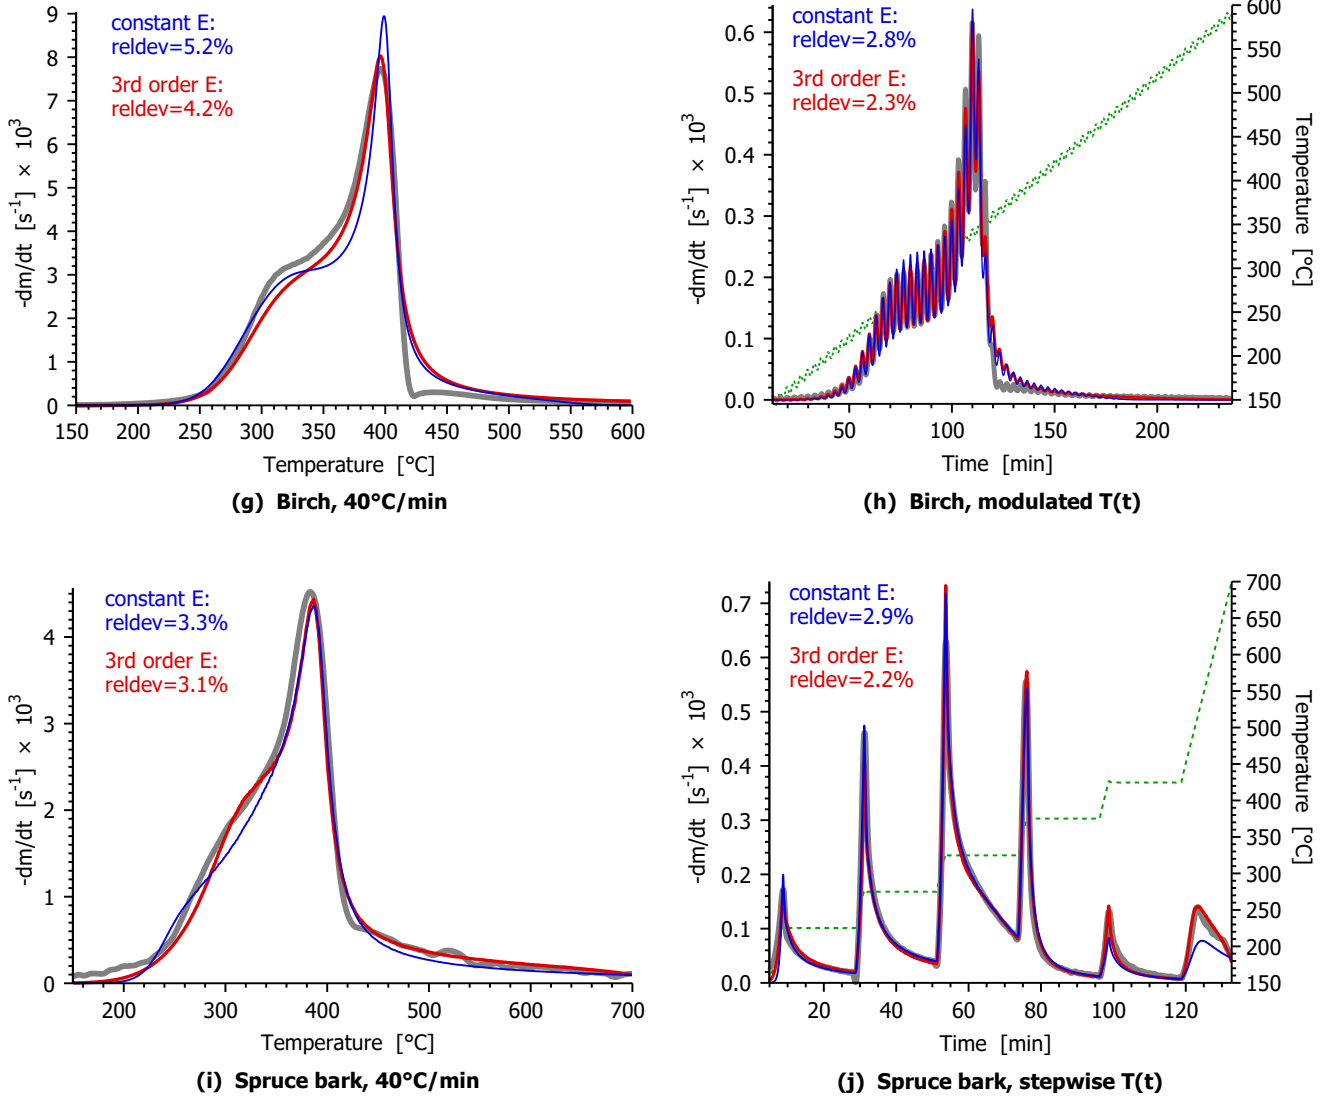 9
8
7
6
5
4
3
2
1
0
-dm/dt [s⁻¹] × 10³
constant E:
reldev=5.2%
3rd order E:
reldev=4.2%
150 200 250 300 350 400 450 500 550 600
Temperature [°C]
(g) Birch, 40°C/min
0.6
0.5
0.4
0.3
0.2
0.1
0.0
-dm/dt [s⁻¹] × 10³
constant E:
reldev=2.8%
3rd order E:
reldev=2.3%
600
550
500
450
400
350
300
250
200
150
Temperature [°C]
50 100 150 200
Time [min]
(h) Birch, modulated T(t)
4
3
2
1
0
-dm/dt [s⁻¹] × 10³
constant E:
reldev=3.3%
3rd order E:
reldev=3.1%
200 300 400 500 600 700
Temperature [°C]
(i) Spruce bark, 40°C/min
0.7
0.6
0.5
0.4
0.3
0.2
0.1
0.0
-dm/dt [s⁻¹] × 10³
constant E:
reldev=2.9%
3rd order E:
reldev=2.2%
700
650
600
550
500
450
400
350
300
250
200
150
Temperature [°C]
20 40 60 80 100 120
Time [min]
(j) Spruce bark, stepwise T(t)